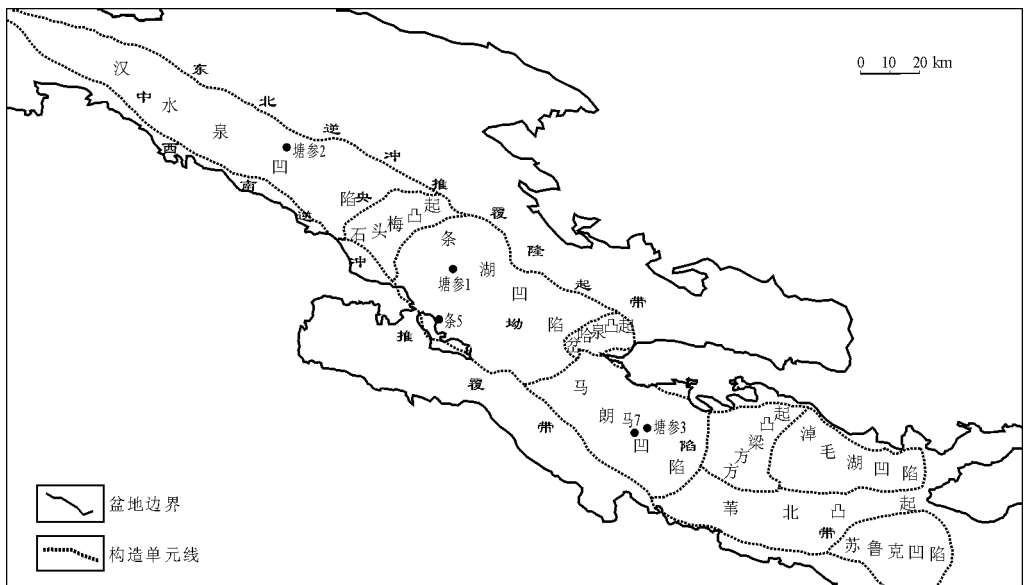 0 10 20 km
东北逆冲推覆隆起带
汉水泉凹陷
塘参2
中央坳陷带
西南逆冲推覆带
石头梅凸起
条湖凹陷
塘参1
条5
岔哈泉凸起
马朗凹陷
马7
塘参3
方方梁凸起
淖毛湖凹陷
苇北凸起
苏鲁克凹陷
盆地边界
构造单元线